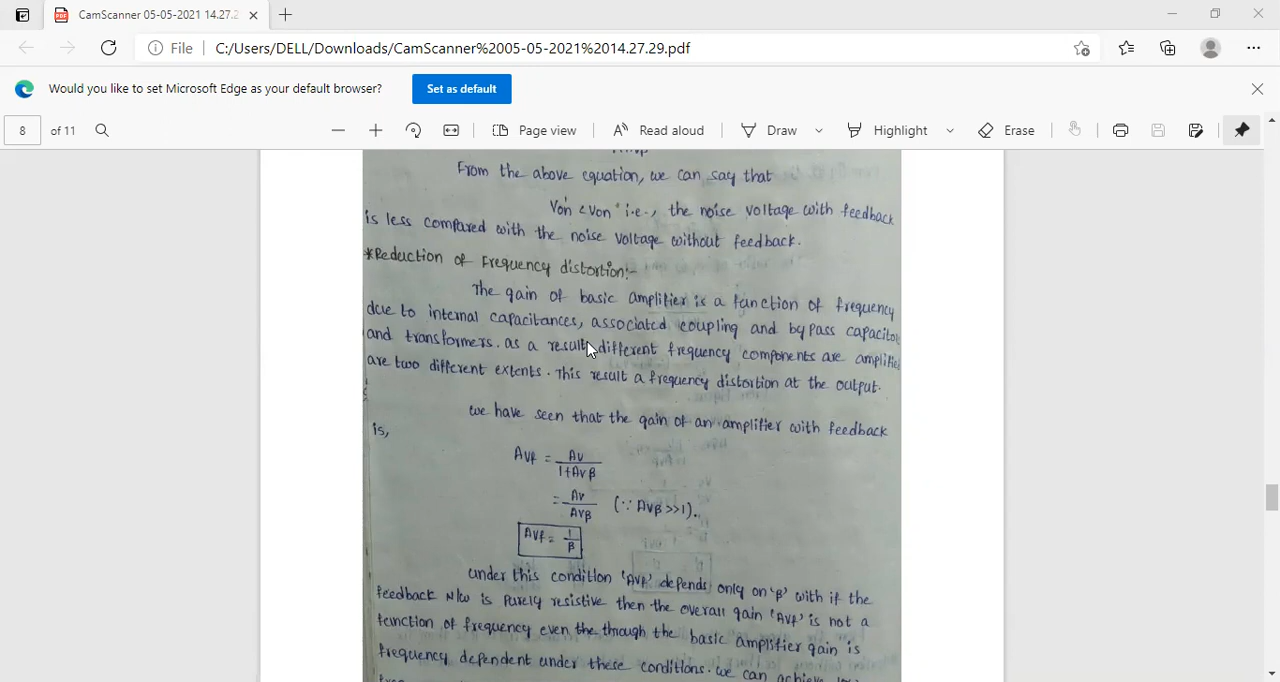 CamScanner 05-05-2021 14.27.2
File
C:/Users/DELL/Downloads/CamScanner%2005-05-2021%2014.27.29.pdf
Would you like to set Microsoft Edge as your default browser?
Set as default
8 of 11
Page view
Read aloud
Draw
Highlight
Erase
From the above equation, we can say that
Von' < Von" i.e., the noise voltage with feedback
is less compared with the noise voltage without feedback.
*Reduction of Frequency distortion:-
The gain of basic amplifier is a function of frequency
due to internal capacitances, associated coupling and bypass capacitor
and transformers. as a result different frequency components are amplifie
are two different extents. This result a frequency distortion at the output.
we have seen that the gain of an amplifier with feedback
is,
Avf = Av / 1+Avβ
= Av / Avβ (∵ Avβ>>1).
Avf = 1/β
under this condition 'Avf' depends only on 'β' with if the
feedback N/w is purely resistive then the overall gain 'Avf' is not a
function of frequency even the through the basic amplifier gain is
frequency dependent under these conditions. we can achieve